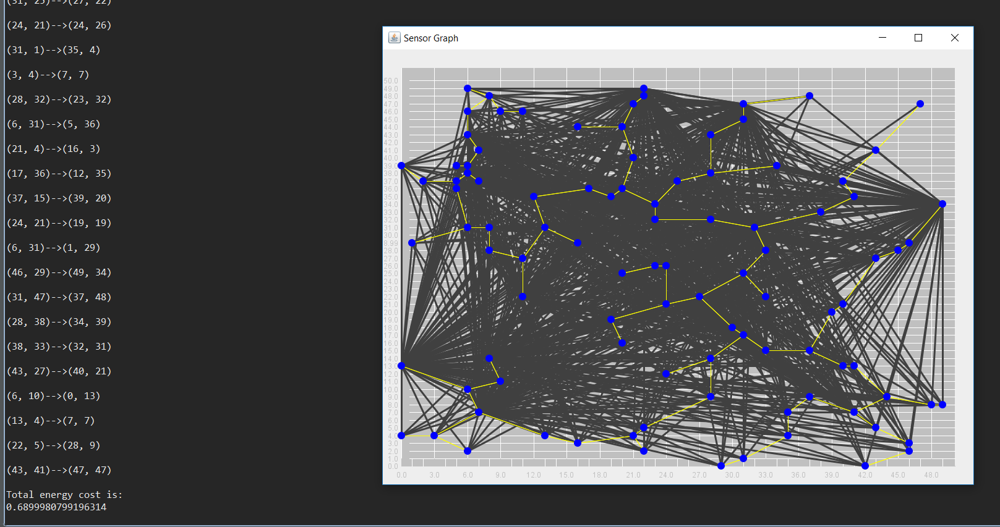 (31, 25)-->(27, 22)
(24, 21)-->(24, 26)
(31, 1)-->(35, 4)
(3, 4)-->(7, 7)
(28, 32)-->(23, 32)
(6, 31)-->(5, 36)
(21, 4)-->(16, 3)
(17, 36)-->(12, 35)
(37, 15)-->(39, 20)
(24, 21)-->(19, 19)
(6, 31)-->(1, 29)
(46, 29)-->(49, 34)
(31, 47)-->(37, 48)
(28, 38)-->(34, 39)
(38, 33)-->(32, 31)
(43, 27)-->(40, 21)
(6, 10)-->(0, 13)
(13, 4)-->(7, 7)
(22, 5)-->(28, 9)
(43, 41)-->(47, 47)
Total energy cost is:
0.6899980799196314
Sensor Graph
50.0
49.0
48.0
47.0
46.0
45.0
44.0
43.0
42.0
41.0
40.0
39.0
38.0
37.0
36.0
35.0
34.0
33.0
32.0
31.0
30.0
8.99
28.0
27.0
26.0
25.0
24.0
23.0
22.0
21.0
20.0
19.0
18.0
17.0
16.0
15.0
14.0
13.0
12.0
11.0
10.0
9.0
8.0
7.0
6.0
5.0
4.0
3.0
2.0
1.0
0.0
0.0 3.0 6.0 9.0 12.0 15.0 18.0 21.0 24.0 27.0 30.0 33.0 36.0 39.0 42.0 45.0 48.0